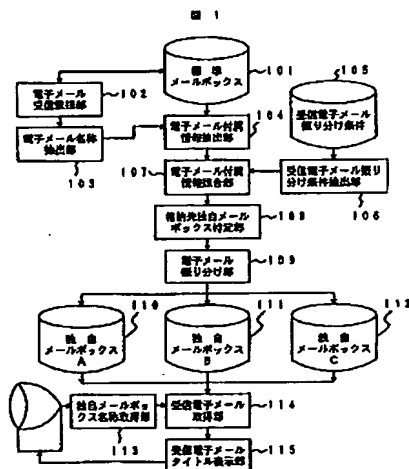 図 1
標準
メールボックス
101
105
電子メール
受信管理部
102
電子メール付属
情報抽出部
104
受信電子メール
振り分け条件
電子メール名称
抽出部
103
107
電子メール付属
情報照合部
受信電子メール振り
分け条件抽出部
106
格納先独自メール
ボックス特定部
108
電子メール
振り分け部
109
110
111
112
独自
メールボックス
A
独自
メールボックス
B
独自
メールボックス
C
独自メールボッ
クス名称取得部
113
受信電子メール
取得部
114
受信電子メール
タイトル表示部
115